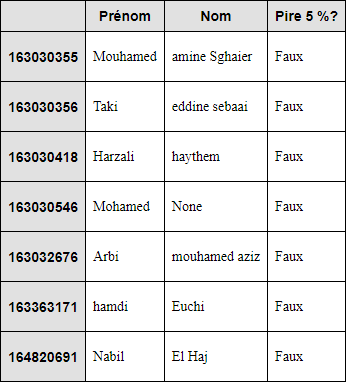 Prénom Nom Pire 5 %?
163030355 Mouhamed amine Sghaier Faux
163030356 Taki eddine sebaai Faux
163030418 Harzali haythem Faux
163030546 Mohamed None Faux
163032676 Arbi mouhamed aziz Faux
163363171 hamdi Euchi Faux
164820691 Nabil El Haj Faux